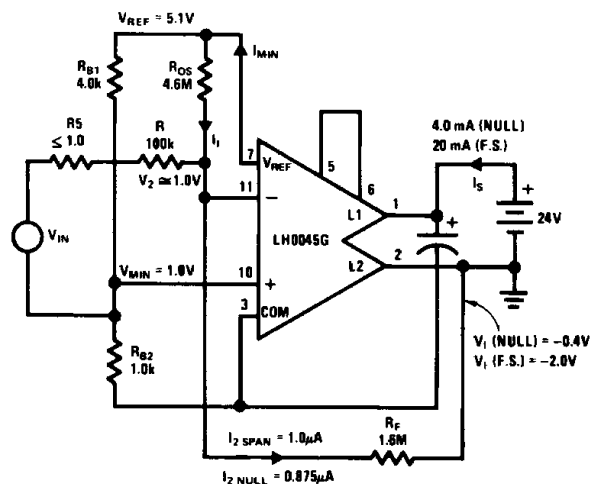 VREF = 5.1V
RB1
4.0k
ROS
4.6M
IMIN
R5
≤ 1.0
R
100k
I1
V2 ≅ 1.0V
7
VREF
5
6
4.0 mA (NULL)
20 mA (F.S.)
IS
11
−
L1
1
+
+
24V
VIN
LH0045G
VMIN = 1.0V
10
+
L2
2
3
COM
RB2
1.0k
VI (NULL) = −0.4V
VI (F.S.) = −2.0V
I2 SPAN = 1.0μA
RF
1.6M
I2 NULL = 0.875μA